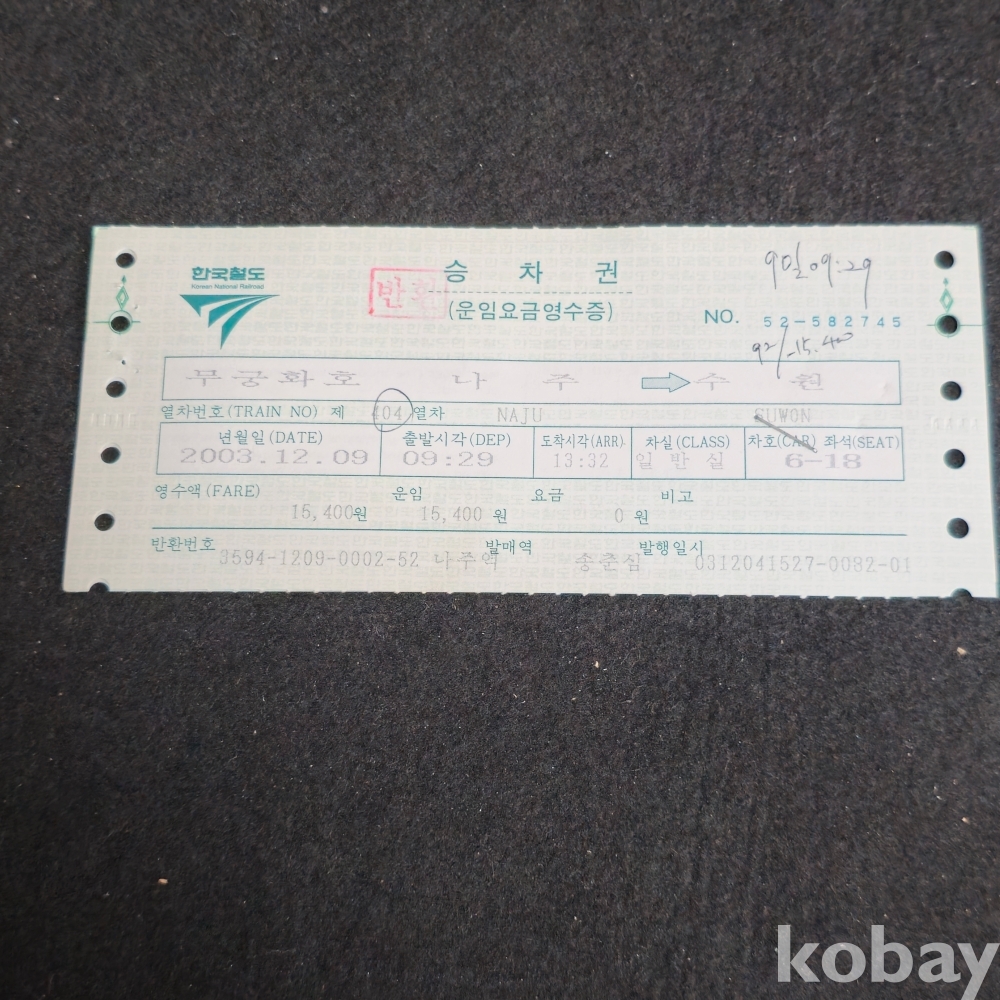 한국철도
Korean National Railroad
반환
승 차 권
(운임요금영수증)
9일 09:29
NO. 52-582745
무궁화호 나 주 수 원
열차번호(TRAIN NO) 제 404 열차 NAJU SUWON
년월일(DATE) 출발시각(DEP) 도착시각(ARR) 차실(CLASS) 차호(CAR) 좌석(SEAT)
2003.12.09 09:29 13:32 일 반 실 6-18
영수액(FARE) 운임 요금 비고
15,400원 15,400 원 0 원
반환번호 발매역 발행일시
3594-1209-0002-52 나주역 송춘심 0312041527-0082-01
kobay